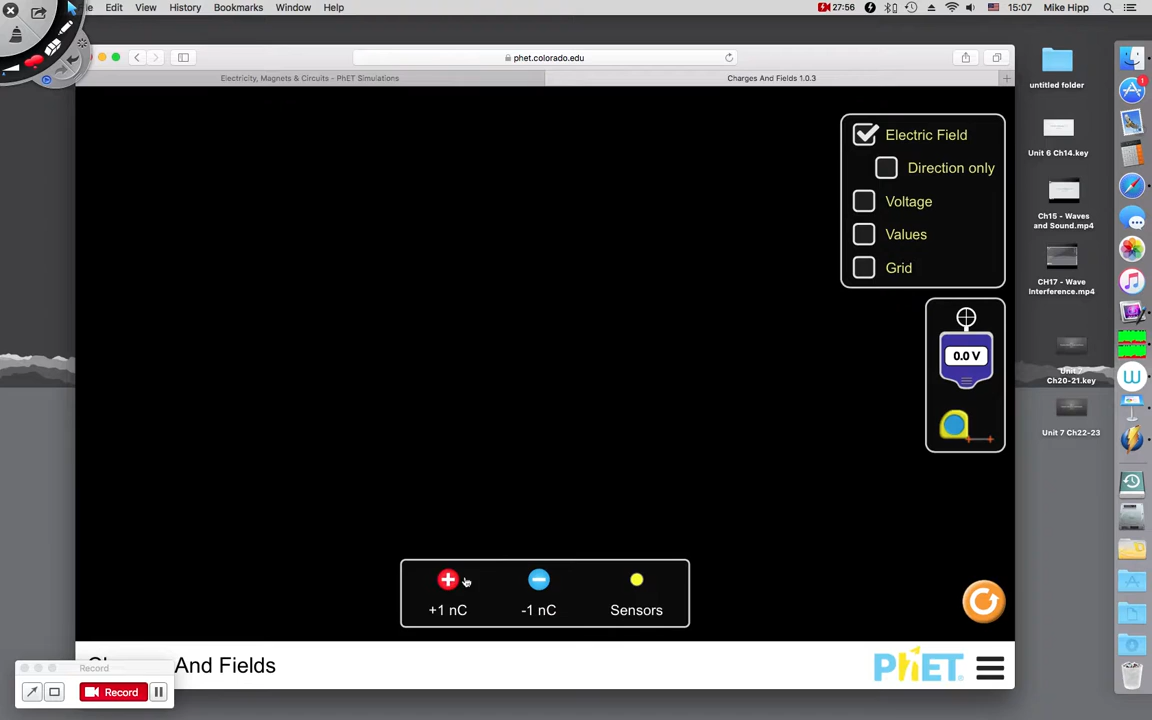 Edit View History Bookmarks Window Help
27:56 15:07 Mike Hipp
phet.colorado.edu
Electricity, Magnets & Circuits - PhET Simulations
Charges And Fields 1.0.3
untitled folder
Unit 6 Ch14.key
Ch15 - Waves
and Sound.mp4
CH17 - Wave
Interference.mp4
Unit 7
Ch20-21.key
Unit 7 Ch22-23
1
Electric Field
Direction only
Voltage
Values
Grid
0.0 V
+1 nC
-1 nC
Sensors
And Fields
PhET
Record
Record